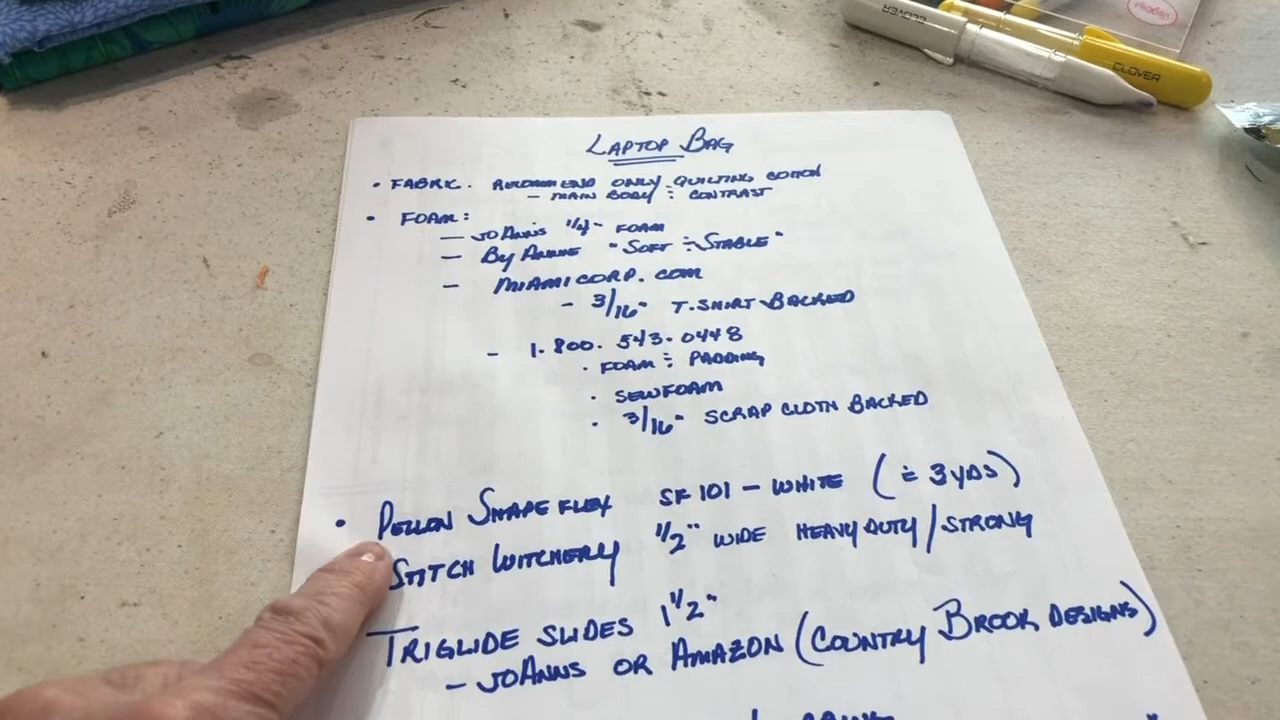 CLOVER
CLOVER
LAPTOP BAG
• FABRIC. RECOMMEND ONLY QUILTING COTTON
- MAIN BODY & CONTRAST
• FOAM:
- JOANN'S 1/4" FOAM
- BY ANNIE "SOFT & STABLE"
- MIAMICORP.COM
- 3/16" T-SHIRT BACKED
- 1.800.543.0448
• FOAM & PADDING
• SEWFOAM
• 3/16" SCRAP CLOTH BACKED
• PELLON SHAPEFLEX SF 101 - WHITE (≐ 3 YDS)
STITCH WITCHERY 1/2" WIDE HEAVY DUTY/STRONG
TRIGLIDE SLIDES 1 1/2"
- JOANNS OR AMAZON (COUNTRY BROOK DESIGNS)